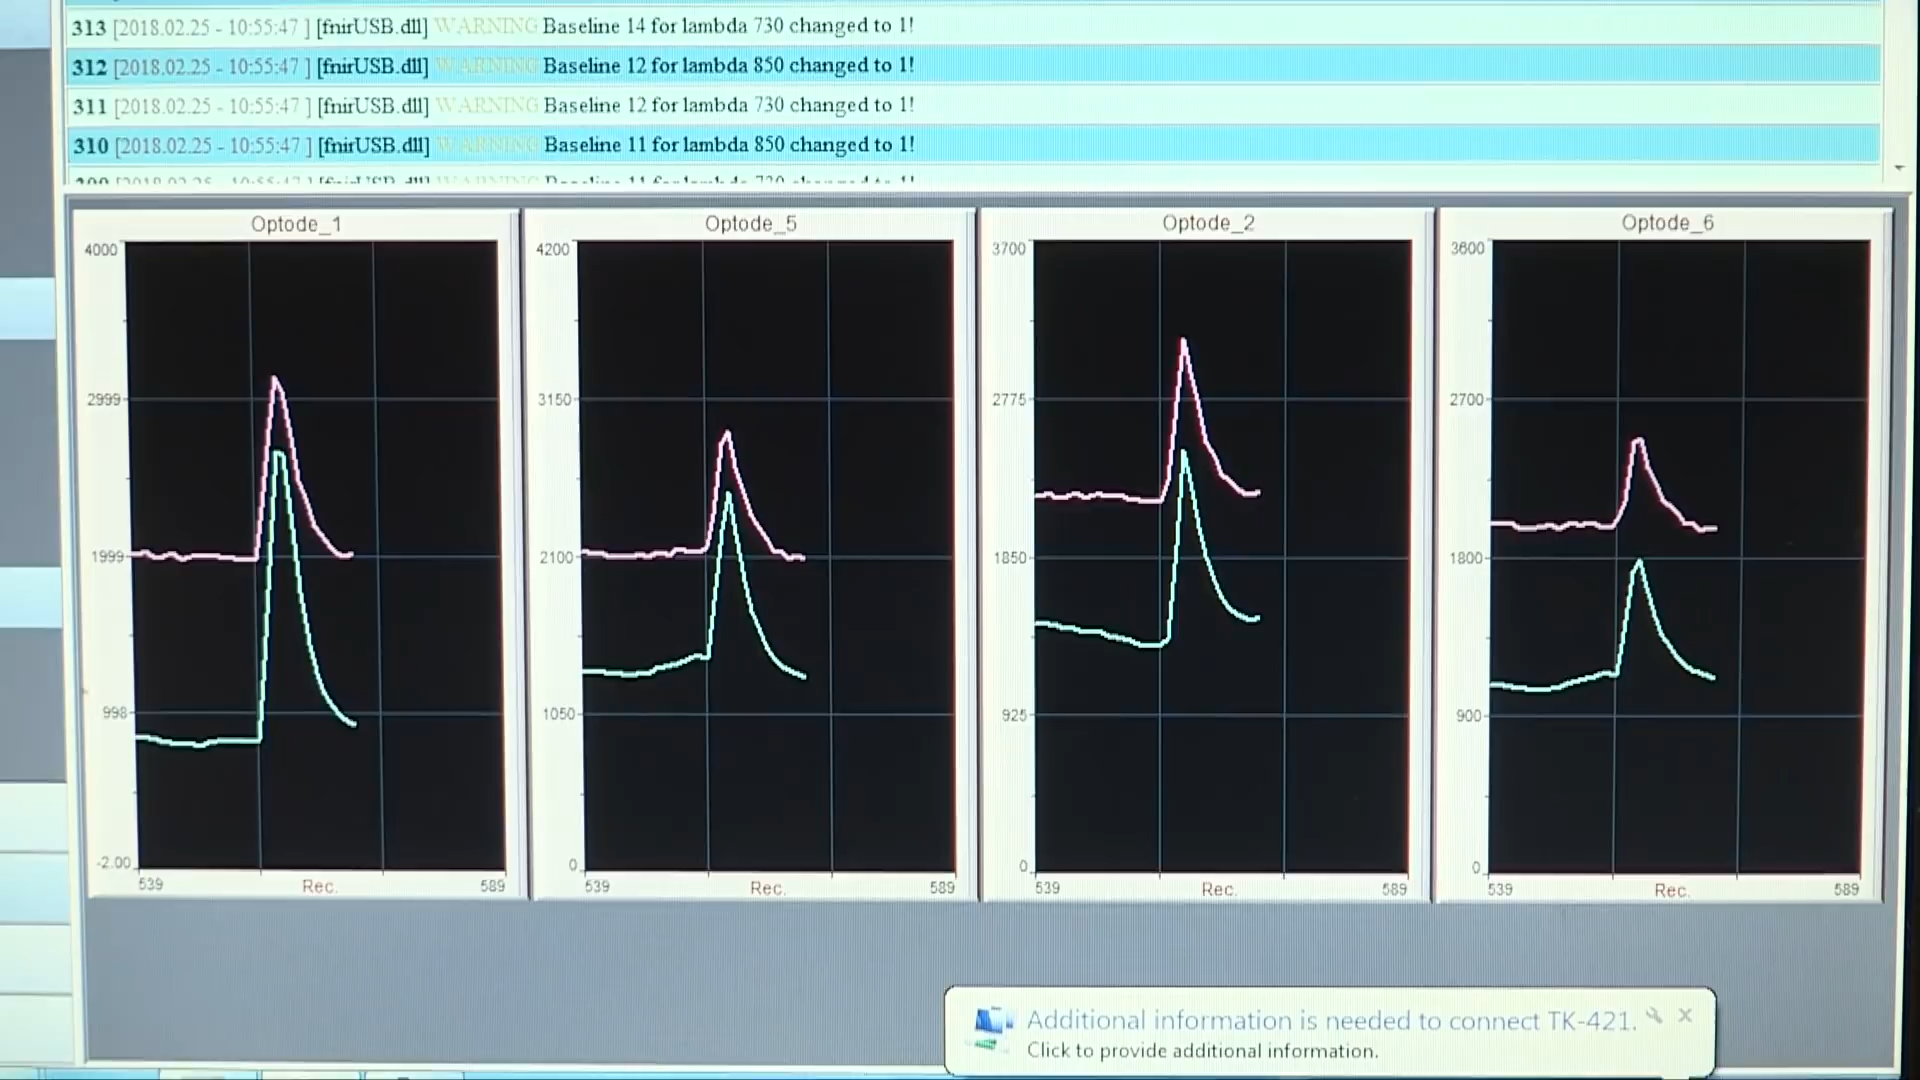 313 [2018.02.25 - 10:55:47 ] [fnirUSB.dll] WARNING Baseline 14 for lambda 730 changed to 1!
312 [2018.02.25 - 10:55:47 ] [fnirUSB.dll] WARNING Baseline 12 for lambda 850 changed to 1!
311 [2018.02.25 - 10:55:47 ] [fnirUSB.dll] WARNING Baseline 12 for lambda 730 changed to 1!
310 [2018.02.25 - 10:55:47 ] [fnirUSB.dll] WARNING Baseline 11 for lambda 850 changed to 1!
Optode_1
4000
2999
1999
998
-2.00
539 Rec. 589
Optode_5
4200
3150
2100
1050
0
539 Rec. 589
Optode_2
3700
2775
1850
925
0
539 Rec. 589
Optode_6
3600
2700
1800
900
0
539 Rec. 589
Additional information is needed to connect TK-421.
Click to provide additional information.